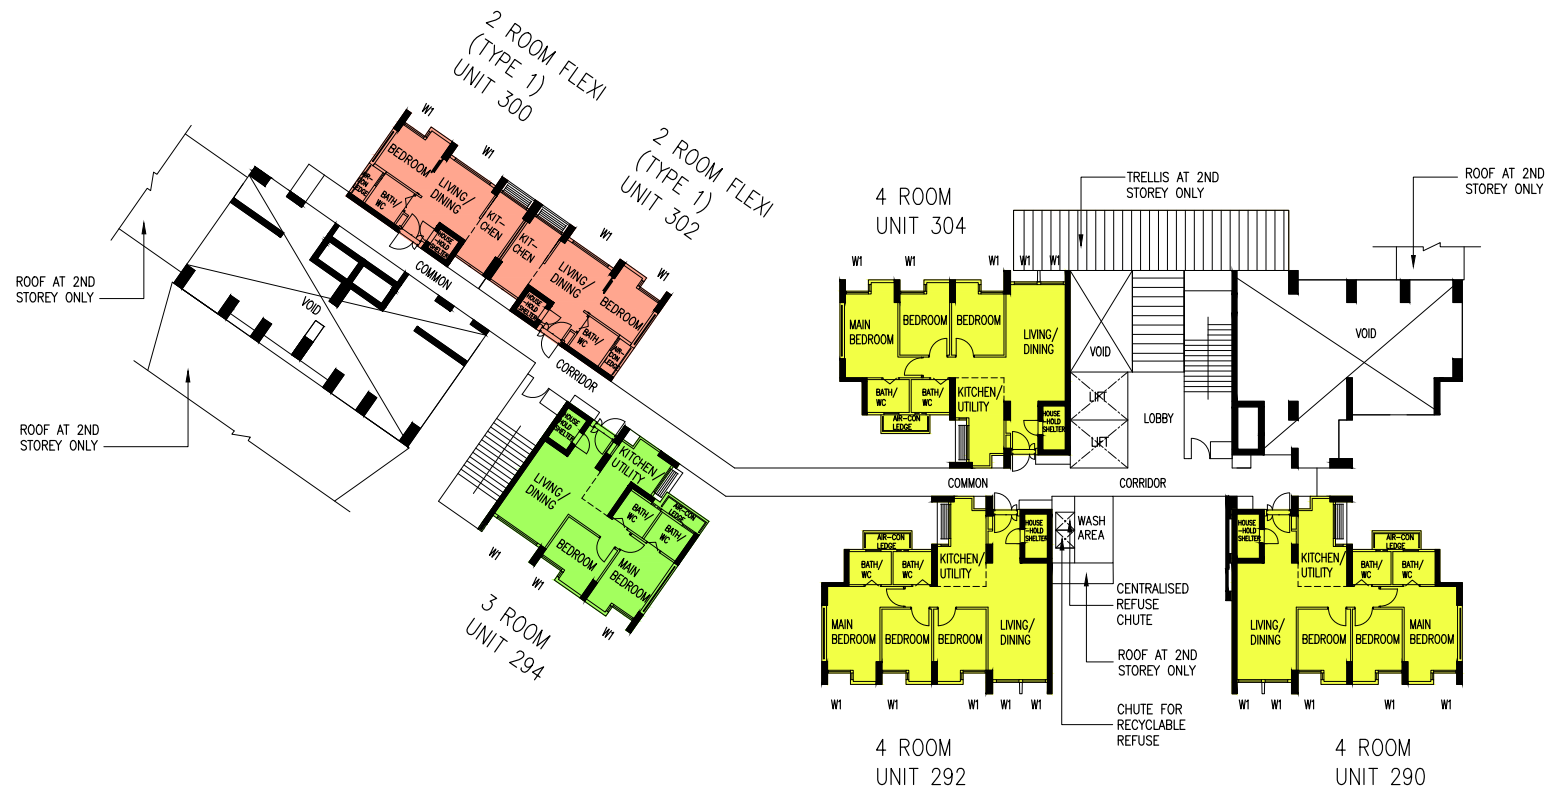 2 ROOM FLEXI
(TYPE 1)
UNIT 300
2 ROOM FLEXI
(TYPE 1)
UNIT 302
W1
W1
W1
W1
BEDROOM
LIVING/
DINING
KIT-
CHEN
AIR-
CON
LEDGE
BATH/
WC
HOUSE
-HOLD
SHELTER
KIT-
CHEN
LIVING/
DINING
BEDROOM
HOUSE
-HOLD
SHELTER
BATH/
WC
AIR-
CON
LEDGE
COMMON
CORRIDOR
VOID
ROOF AT 2ND
STOREY ONLY
ROOF AT 2ND
STOREY ONLY
HOUSE
-HOLD
SHELTER
KITCHEN/
UTILITY
LIVING/
DINING
BATH/
WC
AIR-CON
LEDGE
BATH/
WC
BEDROOM
MAIN
BEDROOM
W1
W1
W1
3 ROOM
UNIT 294
4 ROOM
UNIT 304
TRELLIS AT 2ND
STOREY ONLY
ROOF AT 2ND
STOREY ONLY
W1
W1
W1
W1
W1
MAIN
BEDROOM
BEDROOM
BEDROOM
LIVING/
DINING
BATH/
WC
BATH/
WC
KITCHEN/
UTILITY
AIR-CON
LEDGE
HOUSE
-HOLD
SHELTER
VOID
LIFT
LIFT
LOBBY
VOID
COMMON
CORRIDOR
HOUSE
-HOLD
SHELTER
WASH
AREA
AIR-CON
LEDGE
BATH/
WC
BATH/
WC
KITCHEN/
UTILITY
MAIN
BEDROOM
BEDROOM
BEDROOM
LIVING/
DINING
W1
W1
W1
W1
W1
4 ROOM
UNIT 292
CENTRALISED
REFUSE
CHUTE
ROOF AT 2ND
STOREY ONLY
CHUTE FOR
RECYCLABLE
REFUSE
HOUSE
-HOLD
SHELTER
KITCHEN/
UTILITY
AIR-CON
LEDGE
BATH/
WC
BATH/
WC
LIVING/
DINING
BEDROOM
BEDROOM
MAIN
BEDROOM
W1
W1
W1
W1
W1
4 ROOM
UNIT 290